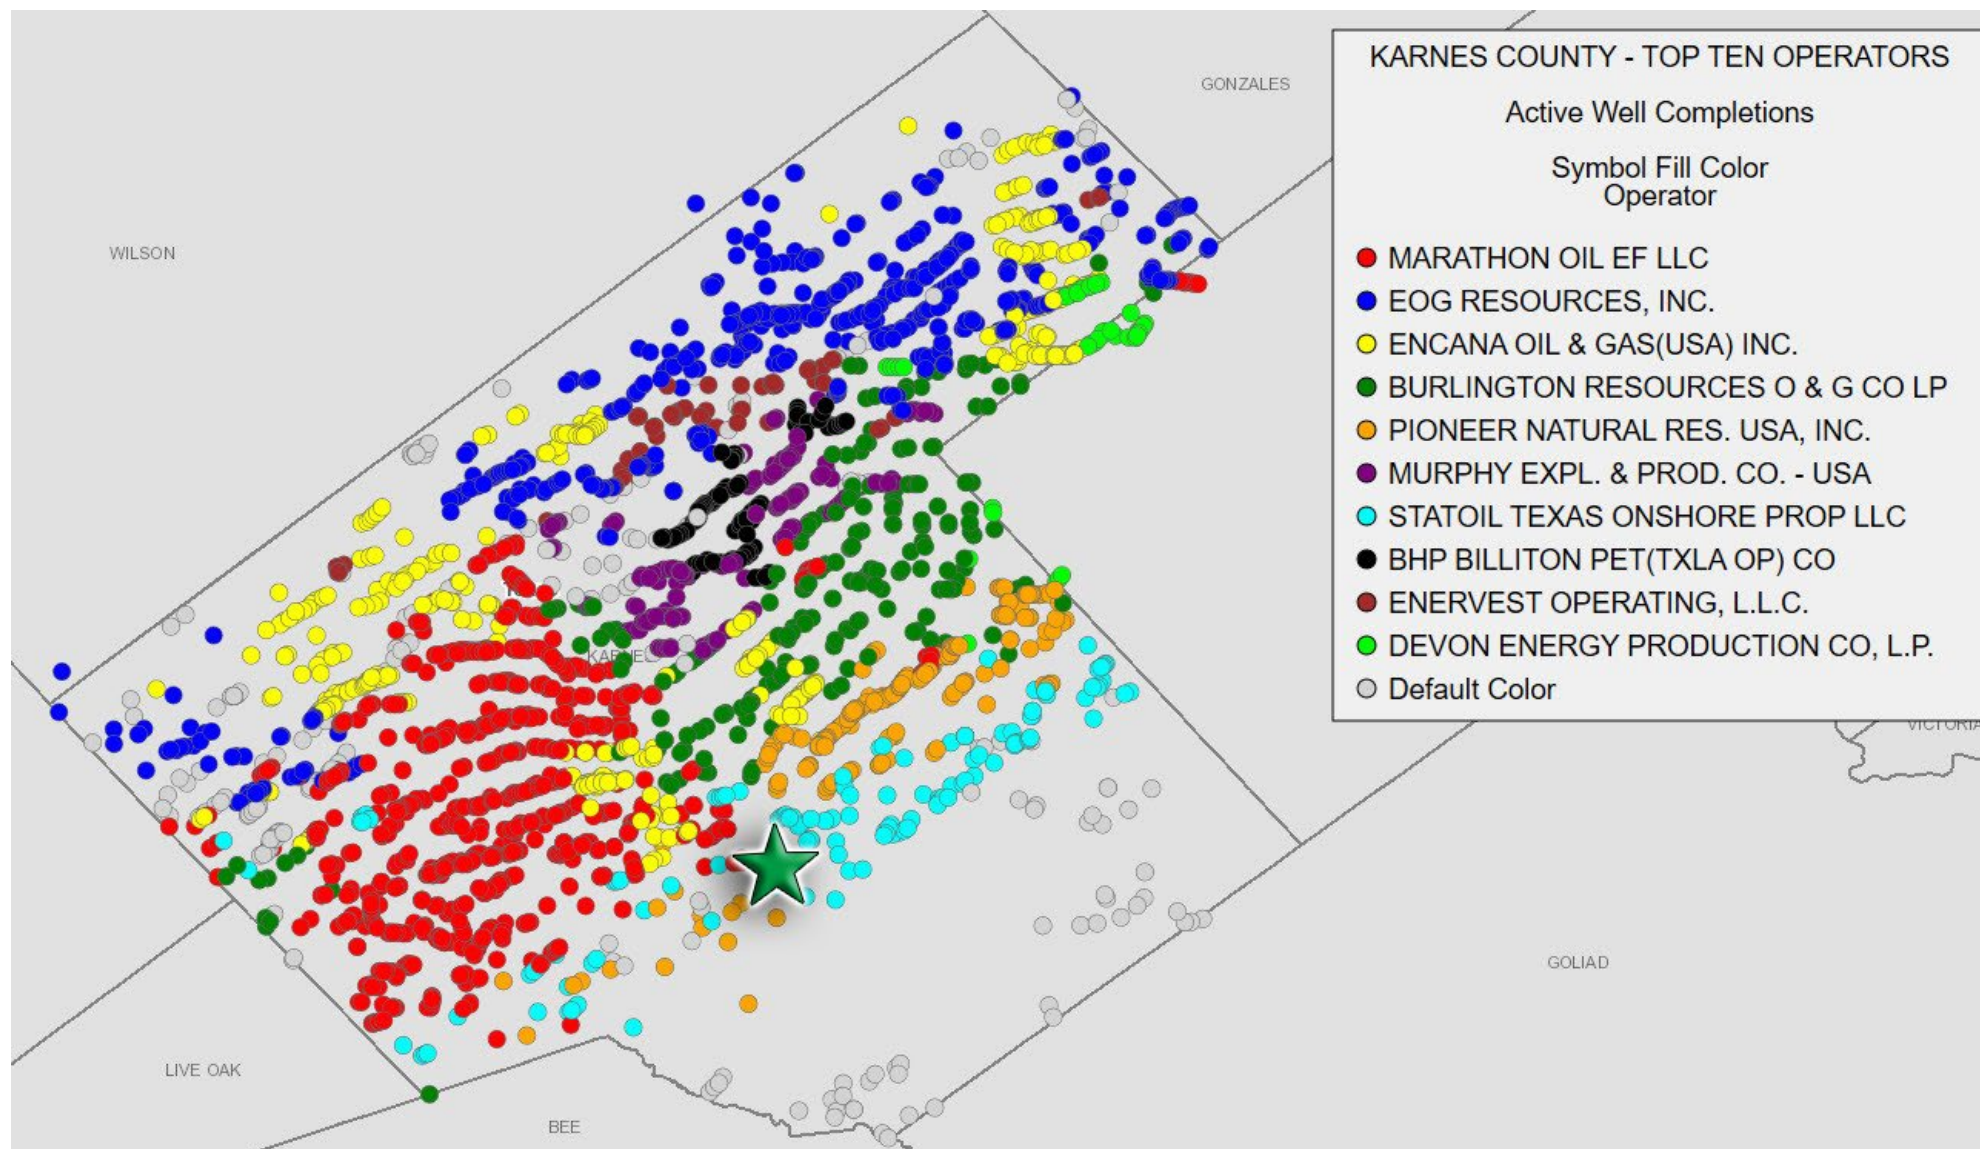 GONZALES
WILSON
KARNES COUNTY - TOP TEN OPERATORS
Active Well Completions
Symbol Fill Color
Operator
MARATHON OIL EF LLC
EOG RESOURCES, INC.
ENCANA OIL & GAS(USA) INC.
BURLINGTON RESOURCES O & G CO LP
PIONEER NATURAL RES. USA, INC.
MURPHY EXPL. & PROD. CO. - USA
STATOIL TEXAS ONSHORE PROP LLC
BHP BILLITON PET(TXLA OP) CO
ENERVEST OPERATING, L.L.C.
DEVON ENERGY PRODUCTION CO, L.P.
Default Color
KARNES
VICTORIA
GOLIAD
LIVE OAK
BEE